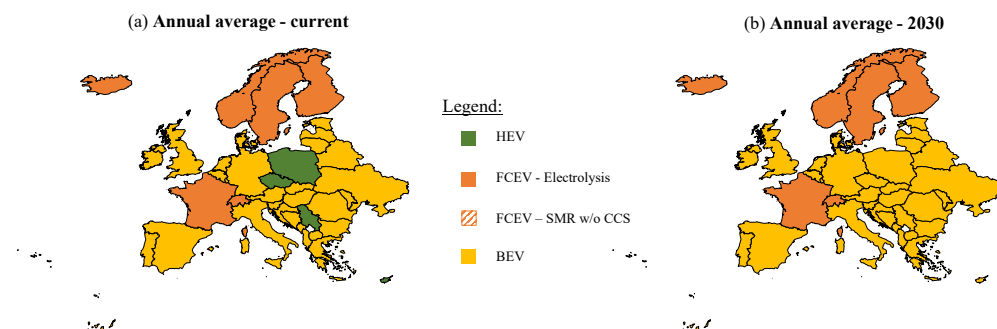 (a) Annual average - current
(b) Annual average - 2030
Legend:
HEV
FCEV - Electrolysis
FCEV – SMR w/o CCS
BEV